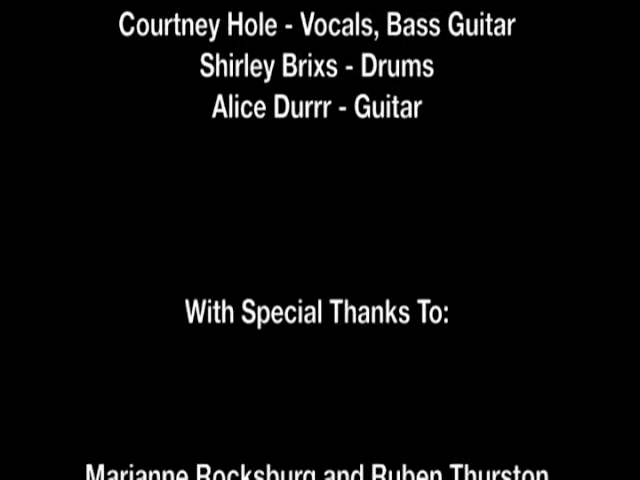 Courtney Hole - Vocals, Bass Guitar
Shirley Brixs - Drums
Alice Durrr - Guitar
With Special Thanks To:
Marianne Rocksburg and Ruben Thurston